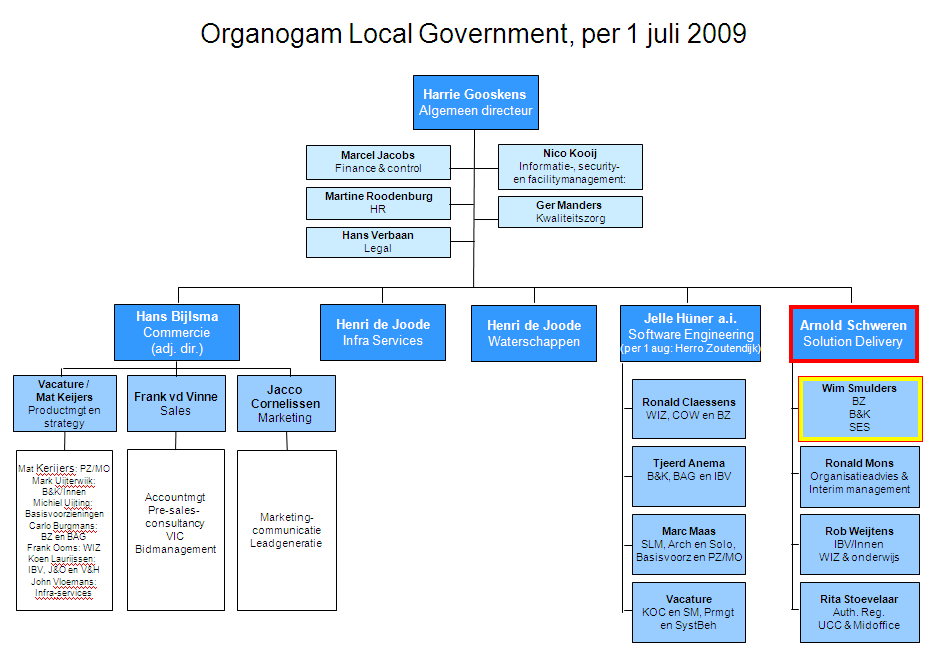 Organogam Local Government, per 1 juli 2009
Harrie Gooskens
Algemeen directeur
Marcel Jacobs
Finance & control
Nico Kooij
Informatie-, security-
en facilitymanagement:
Martine Roodenburg
HR
Ger Manders
Kwaliteitszorg
Hans Verbaan
Legal
Hans Bijlsma
Commercie
(adj. dir.)
Henri de Joode
Infra Services
Henri de Joode
Waterschappen
Jelle Hüner a.i.
Software Engineering
(per 1 aug: Herro Zoutendijk)
Arnold Schweren
Solution Delivery
Vacature /
Mat Keijers
Productmgt en
strategy
Frank vd Vinne
Sales
Jacco
Cornelissen
Marketing
Mat Kerijers: PZ/MO
Mark Uijterwijk:
B&K/Innen
Michiel Uijting:
Basisvoorzieningen
Carlo Burgmans:
BZ en BAG
Frank Ooms: WIZ
Koen Laurijssen:
IBV, J&O en V&H
John Vloemans:
Infra-services
Accountmgt
Pre-sales-
consultancy
VIC
Bidmanagement
Marketing-
communicatie
Leadgeneratie
Ronald Claessens
WIZ, COW en BZ
Tjeerd Anema
B&K, BAG en IBV
Marc Maas
SLM, Arch en Solo,
Basisvoorz en PZ/MO
Vacature
KOC en SM, Prmgt
en SystBeh
Wim Smulders
BZ
B&K
SES
Ronald Mons
Organisatieadvies &
Interim management
Rob Weijtens
IBV/Innen
WIZ & onderwijs
Rita Stoevelaar
Auth. Reg.
UCC & Midoffice